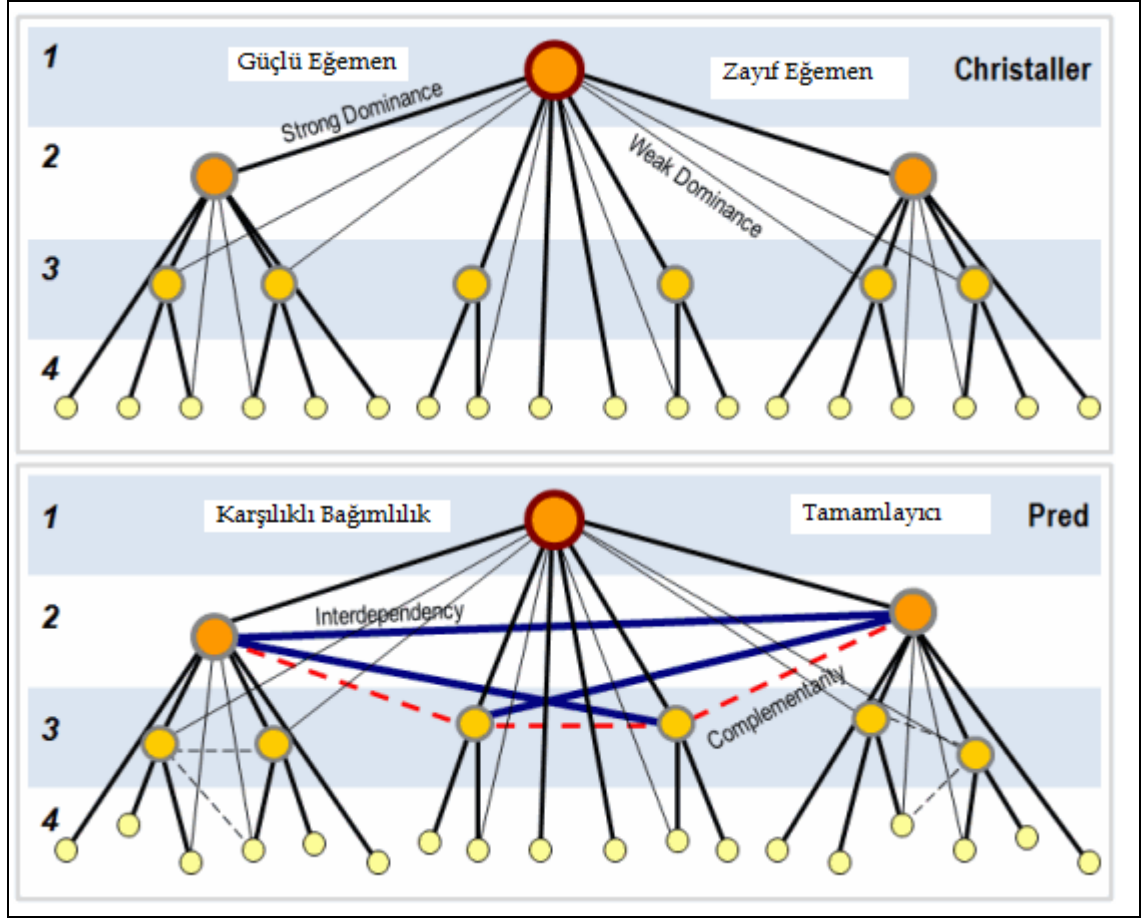 1
Güçlü Eğemen
Zayıf Eğemen
Christaller
Strong Dominance
2
Weak Dominance
3
4
1
Karşılıklı Bağımlılık
Tamamlayıcı
Pred
2
Interdependency
3
Complementarity
4